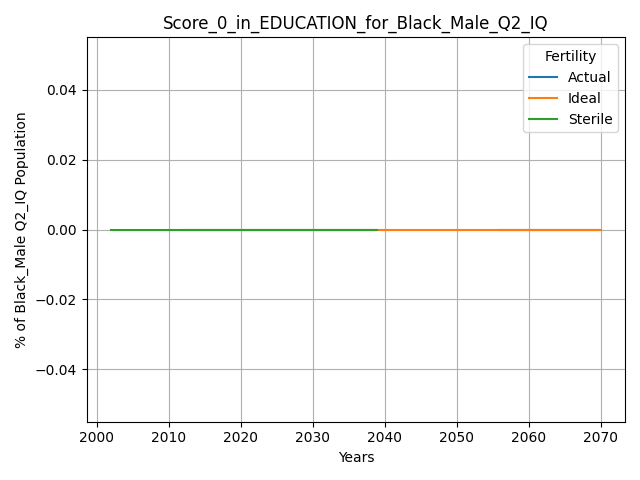 Score_0_in_EDUCATION_for_Black_Male_Q2_IQ
Fertility
Actual
Ideal
Sterile
% of Black_Male Q2_IQ Population
0.04
0.02
0.00
−0.02
−0.04
2000 2010 2020 2030 2040 2050 2060 2070
Years